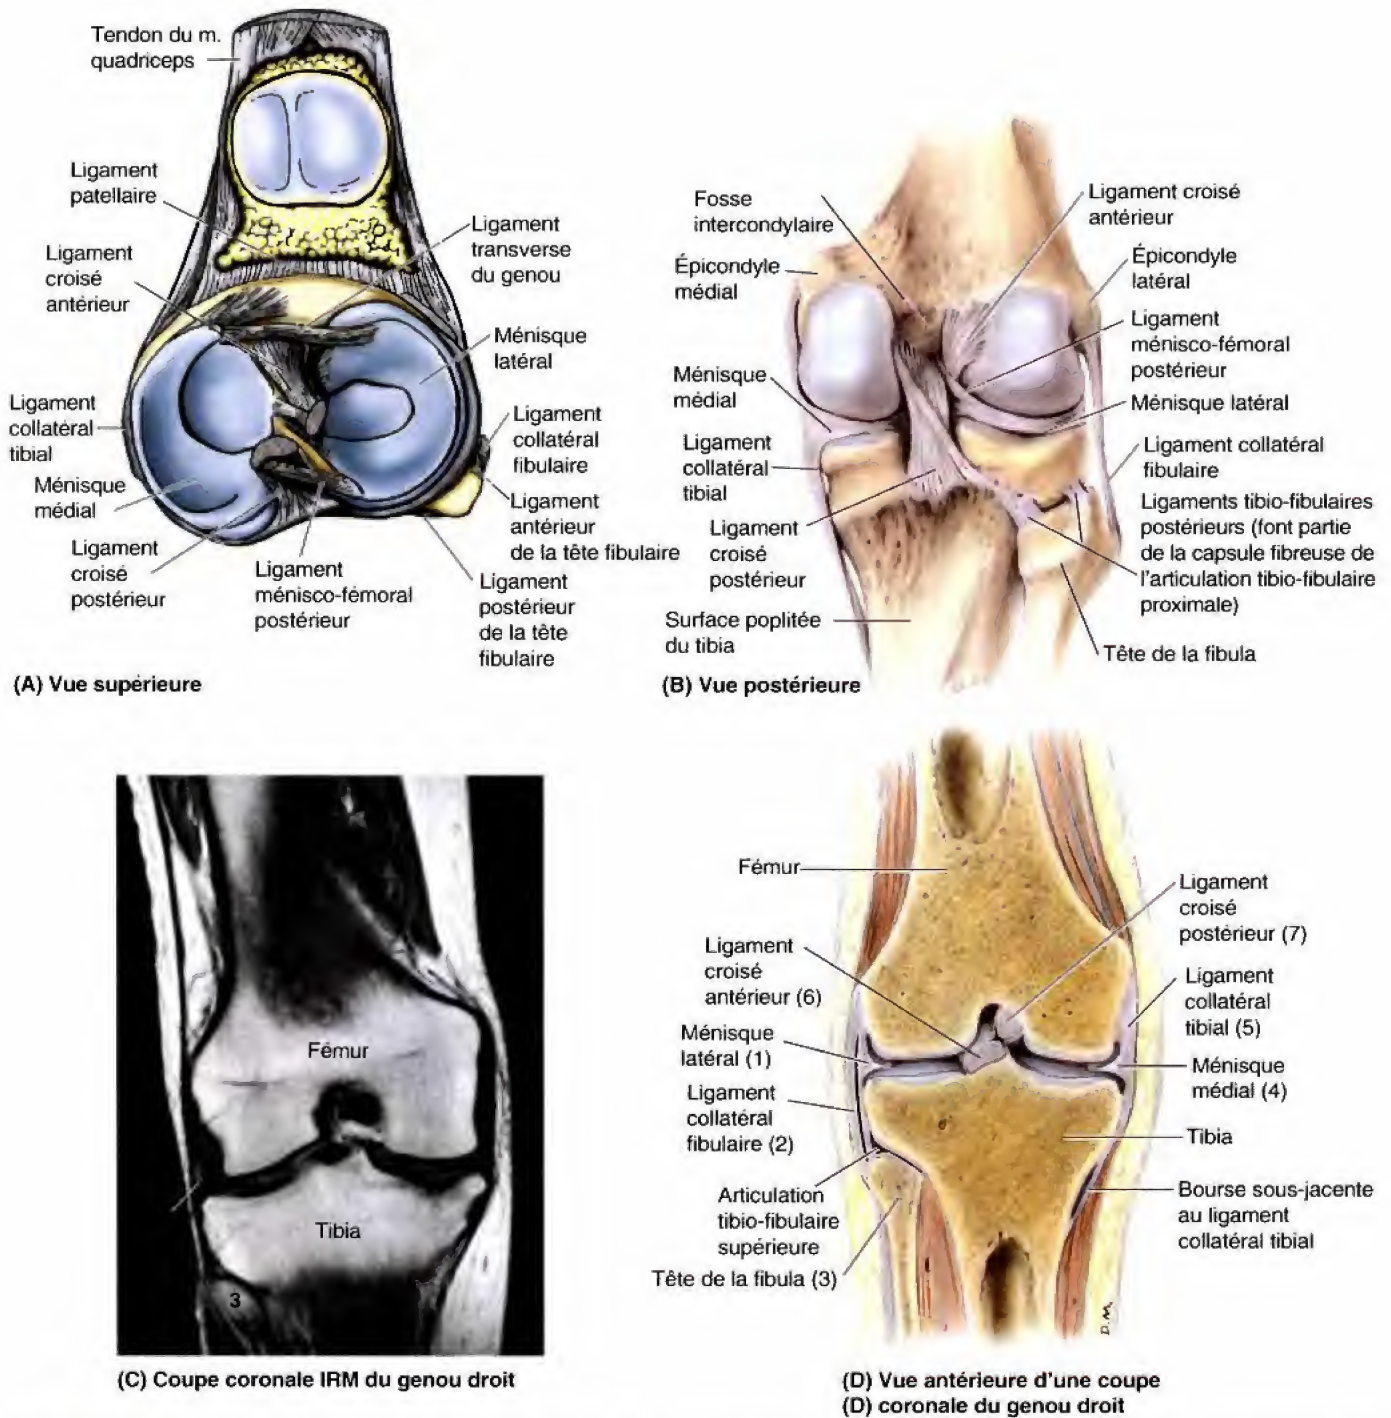 Tendon du m.
quadriceps
Ligament
patellaire
Ligament
croisé
antérieur
Ligament
transverse
du genou
Ménisque
latéral
Ligament
collatéral
tibial
Ligament
collatéral
fibulaire
Ménisque
médial
Ligament
antérieur
de la tête fibulaire
Ligament
croisé
postérieur
Ligament
ménisco-fémoral
postérieur
Ligament
postérieur
de la tête
fibulaire
(A) Vue supérieure
Fosse
intercondylaire
Ligament croisé
antérieur
Épicondyle
médial
Épicondyle
latéral
Ligament
ménisco-fémoral
postérieur
Ménisque
médial
Ménisque latéral
Ligament
collatéral
tibial
Ligament collatéral
fibulaire
Ligament
croisé
postérieur
Ligaments tibio-fibulaires
postérieurs (font partie
de la capsule fibreuse de
l'articulation tibio-fibulaire
proximale)
Surface poplitée
du tibia
Tête de la fibula
(B) Vue postérieure
Fémur
Tibia
3
(C) Coupe coronale IRM du genou droit
Fémur
Ligament
croisé
postérieur (7)
Ligament
croisé
antérieur (6)
Ligament
collatéral
tibial (5)
Ménisque
latéral (1)
Ménisque
médial (4)
Ligament
collatéral
fibulaire (2)
Tibia
Articulation
tibio-fibulaire
supérieure
Bourse sous-jacente
au ligament
collatéral tibial
Tête de la fibula (3)
D.M.
(D) Vue antérieure d'une coupe
(D) coronale du genou droit